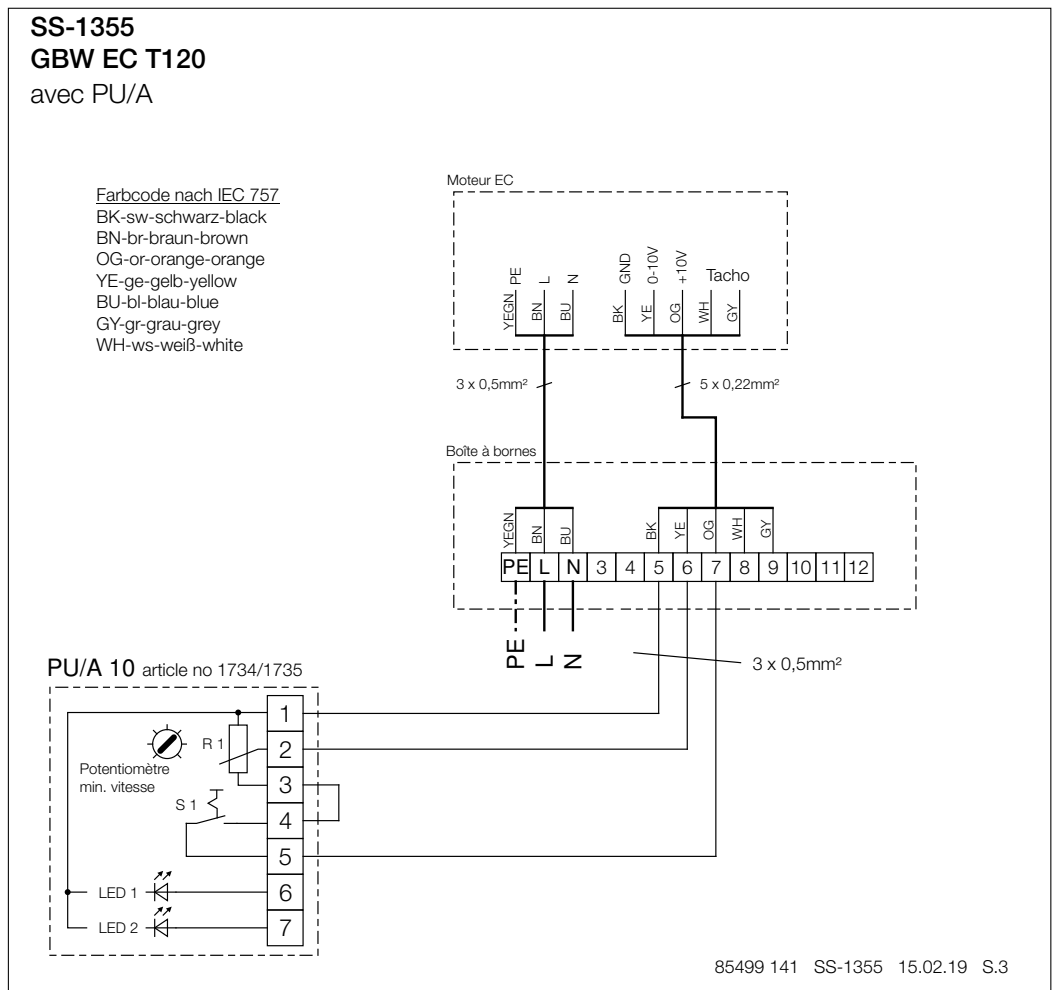 SS-1355
GBW EC T120
avec PU/A
Farbcode nach IEC 757
BK-sw-schwarz-black
BN-br-braun-brown
OG-or-orange-orange
YE-ge-gelb-yellow
BU-bl-blau-blue
GY-gr-grau-grey
WH-ws-weiß-white
Moteur EC
PE L N GND 0-10V +10V Tacho
YEGN BN BU BK YE OG WH GY
3 x 0,5mm² 5 x 0,22mm²
Boîte à bornes
YEGN BN BU BK YE OG WH GY
PE L N 3 4 5 6 7 8 9 10 11 12
PE L N
3 x 0,5mm²
PU/A 10 article no 1734/1735
1
R 1 2
Potentiomètre
min. vitesse
3
S 1
4
5
LED 1 6
LED 2 7
85499 141 SS-1355 15.02.19 S.3